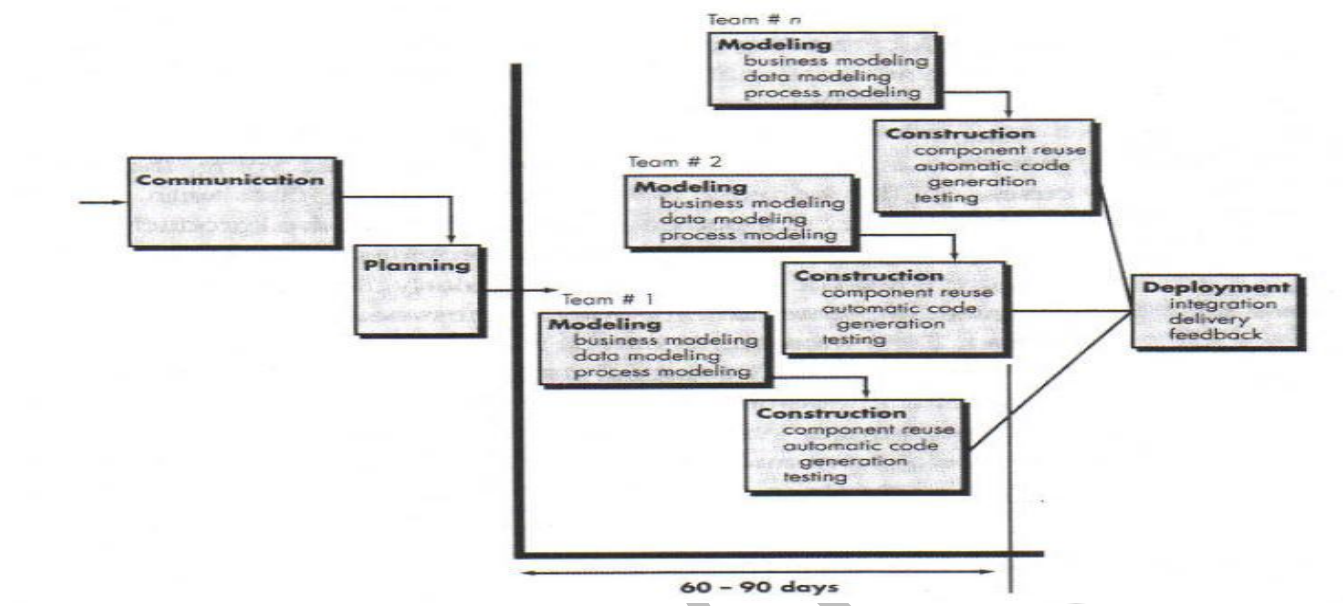 Communication
Planning
Team # 1
Modeling
business modeling
data modeling
process modeling
Construction
component reuse
automatic code
generation
testing
Team # 2
Modeling
business modeling
data modeling
process modeling
Construction
component reuse
automatic code
generation
testing
Team # n
Modeling
business modeling
data modeling
process modeling
Construction
component reuse
automatic code
generation
testing
Deployment
integration
delivery
feedback
60 – 90 days